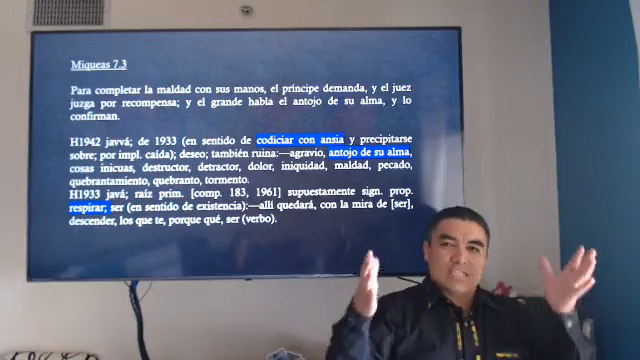 Miqueas 7.3
Para completar la maldad con sus manos, el príncipe demanda, y el juez
juzga por recompensa; y el grande habla el antojo de su alma, y lo
confirman.
H1942 javvá; de 1933 (en sentido de codiciar con ansia y precipitarse
sobre; por impl. caída); deseo; también ruina:—agravio, antojo de su alma,
cosas inicuas, destructor, detractor, dolor, iniquidad, maldad, pecado,
quebrantamiento, quebranto, tormento.
H1933 javá; raíz prim. [comp. 183, 1961] supuestamente sign. prop.
respirar; ser (en sentido de existencia):—allí quedará, con la mira de [ser],
descender, los que te, porque qué, ser (verbo).